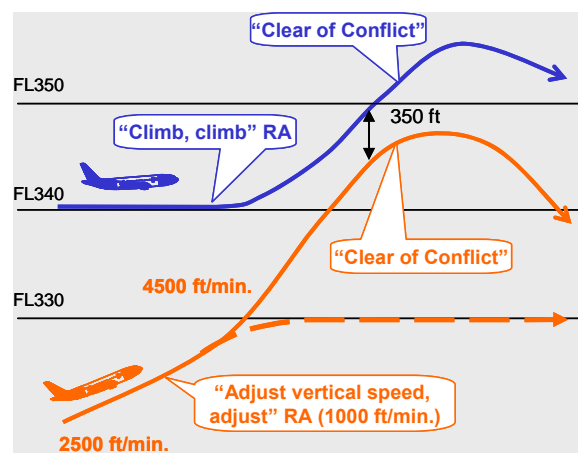 “Clear of Conflict”
FL350
350 ft
“Climb, climb” RA
FL340
“Clear of Conflict”
4500 ft/min.
FL330
“Adjust vertical speed,
adjust” RA (1000 ft/min.)
2500 ft/min.